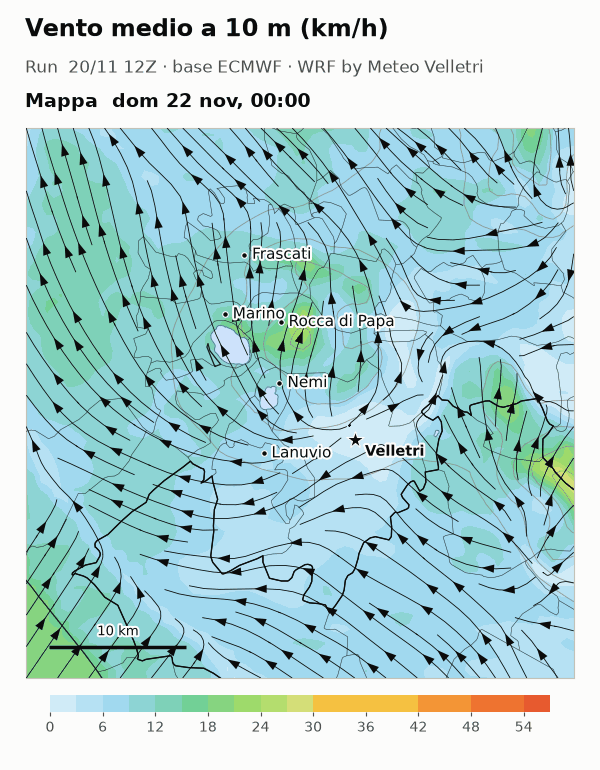 Vento medio a 10 m (km/h)
Run 20/11 12Z · base ECMWF · WRF by Meteo Velletri
Mappa dom 22 nov, 00:00
Frascati
Marino
Rocca di Papa
Nemi
Velletri
Lanuvio
10 km
0 6 12 18 24 30 36 42 48 54